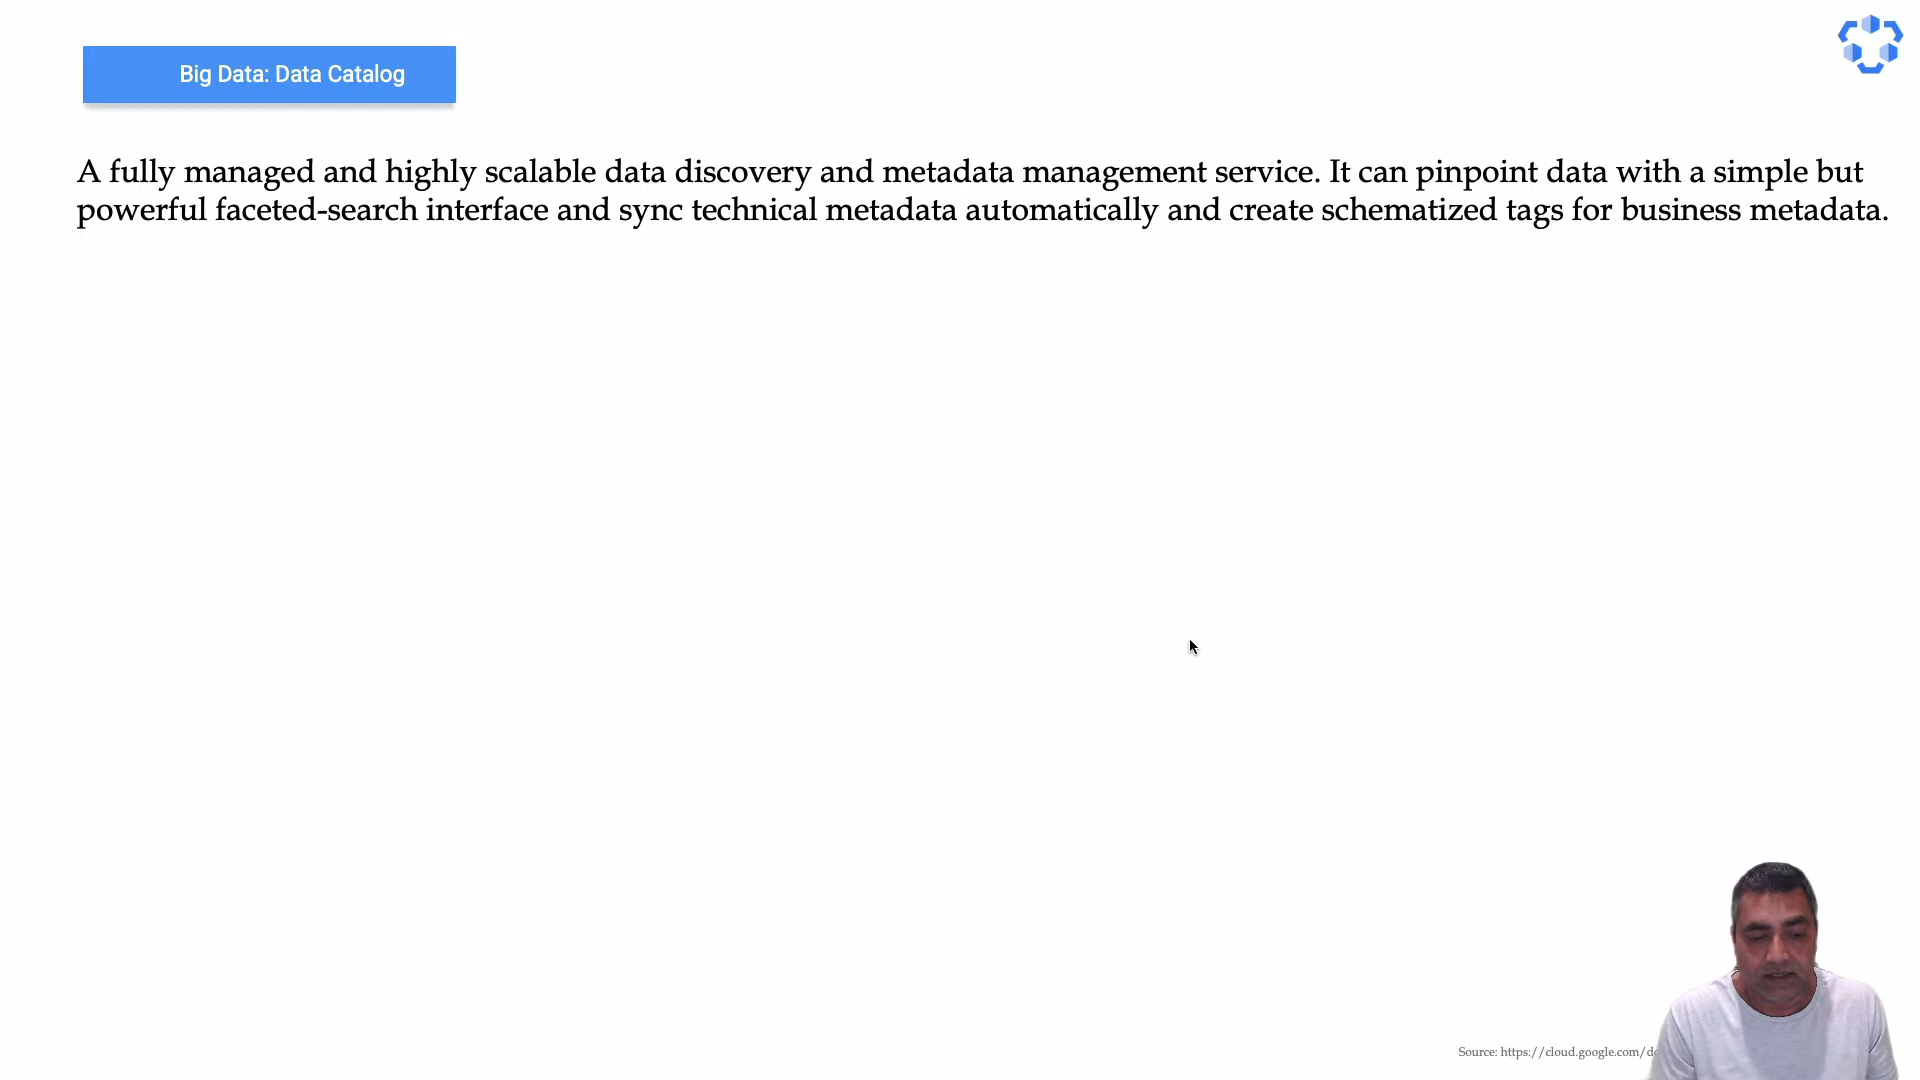 Big Data: Data Catalog
A fully managed and highly scalable data discovery and metadata management service. It can pinpoint data with a simple but
powerful faceted-search interface and sync technical metadata automatically and create schematized tags for business metadata.
Source: https://cloud.google.com/d